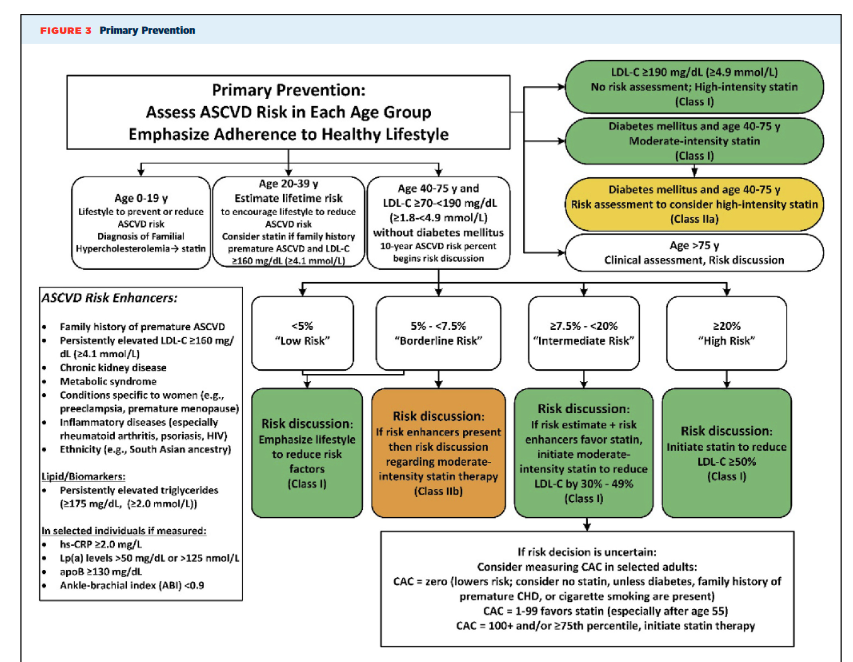 FIGURE 3 Primary Prevention
Primary Prevention:
Assess ASCVD Risk in Each Age Group
Emphasize Adherence to Healthy Lifestyle
LDL-C ≥190 mg/dL (≥4.9 mmol/L)
No risk assessment; High-intensity statin
(Class I)
Diabetes mellitus and age 40-75 y
Moderate-intensity statin
(Class I)
Diabetes mellitus and age 40-75 y
Risk assessment to consider high-intensity statin
(Class IIa)
Age >75 y
Clinical assessment, Risk discussion
Age 0-19 y
Lifestyle to prevent or reduce
ASCVD risk
Diagnosis of Familial
Hypercholesterolemia→ statin
Age 20-39 y
Estimate lifetime risk
to encourage lifestyle to reduce
ASCVD risk
Consider statin if family history
premature ASCVD and LDL-C
≥160 mg/dL (≥4.1 mmol/L)
Age 40-75 y and
LDL-C ≥70-<190 mg/dL
(≥1.8-<4.9 mmol/L)
without diabetes mellitus
10-year ASCVD risk percent
begins risk discussion
ASCVD Risk Enhancers:
• Family history of premature ASCVD
• Persistently elevated LDL-C ≥160 mg/
dL (≥4.1 mmol/L)
• Chronic kidney disease
• Metabolic syndrome
• Conditions specific to women (e.g.,
preeclampsia, premature menopause)
• Inflammatory diseases (especially
rheumatoid arthritis, psoriasis, HIV)
• Ethnicity (e.g., South Asian ancestry)
Lipid/Biomarkers:
• Persistently elevated triglycerides
(≥175 mg/dL, (≥2.0 mmol/L))
In selected individuals if measured:
• hs-CRP ≥2.0 mg/L
• Lp(a) levels >50 mg/dL or >125 nmol/L
• apoB ≥130 mg/dL
• Ankle-brachial index (ABI) <0.9
<5%
“Low Risk”
5% - <7.5%
“Borderline Risk”
≥7.5% - <20%
“Intermediate Risk”
≥20%
“High Risk”
Risk discussion:
Emphasize lifestyle
to reduce risk
factors
(Class I)
Risk discussion:
If risk enhancers present
then risk discussion
regarding moderate-
intensity statin therapy
(Class IIb)
Risk discussion:
If risk estimate + risk
enhancers favor statin,
initiate moderate-
intensity statin to reduce
LDL-C by 30% - 49%
(Class I)
Risk discussion:
Initiate statin to reduce
LDL-C ≥50%
(Class I)
If risk decision is uncertain:
Consider measuring CAC in selected adults:
CAC = zero (lowers risk; consider no statin, unless diabetes, family history of
premature CHD, or cigarette smoking are present)
CAC = 1-99 favors statin (especially after age 55)
CAC = 100+ and/or ≥75th percentile, initiate statin therapy